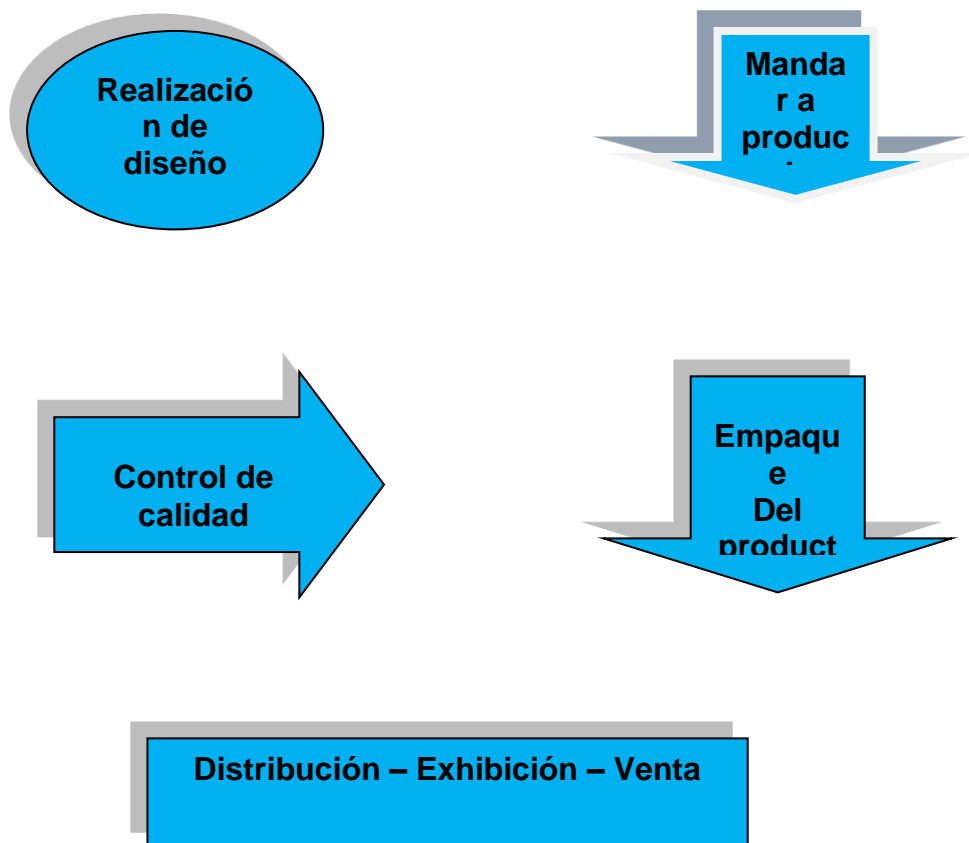 Realizació
n de
diseño
Manda
r a
produc
Control de
calidad
Empaqu
e
Del
product
Distribución – Exhibición – Venta